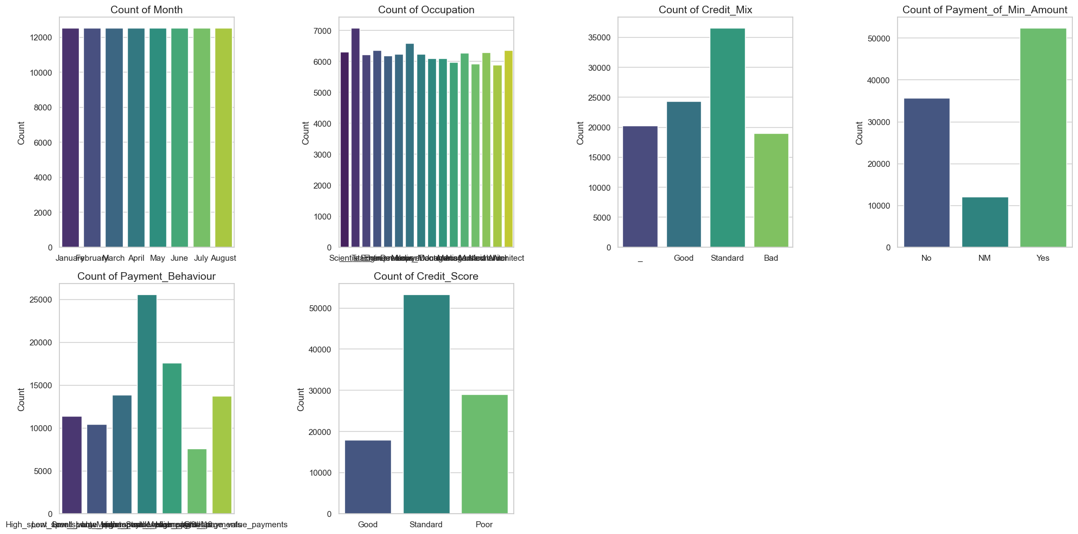 Count of Month
Count
12000
10000
8000
6000
4000
2000
0
January February March April May June July August
Count of Occupation
Count
7000
6000
5000
4000
3000
2000
1000
0
Count of Credit_Mix
Count
35000
30000
25000
20000
15000
10000
5000
0
_ Good Standard Bad
Count of Payment_of_Min_Amount
Count
50000
40000
30000
20000
10000
0
No NM Yes
Count of Payment_Behaviour
Count
25000
20000
15000
10000
5000
0
Count of Credit_Score
Count
50000
40000
30000
20000
10000
0
Good Standard Poor